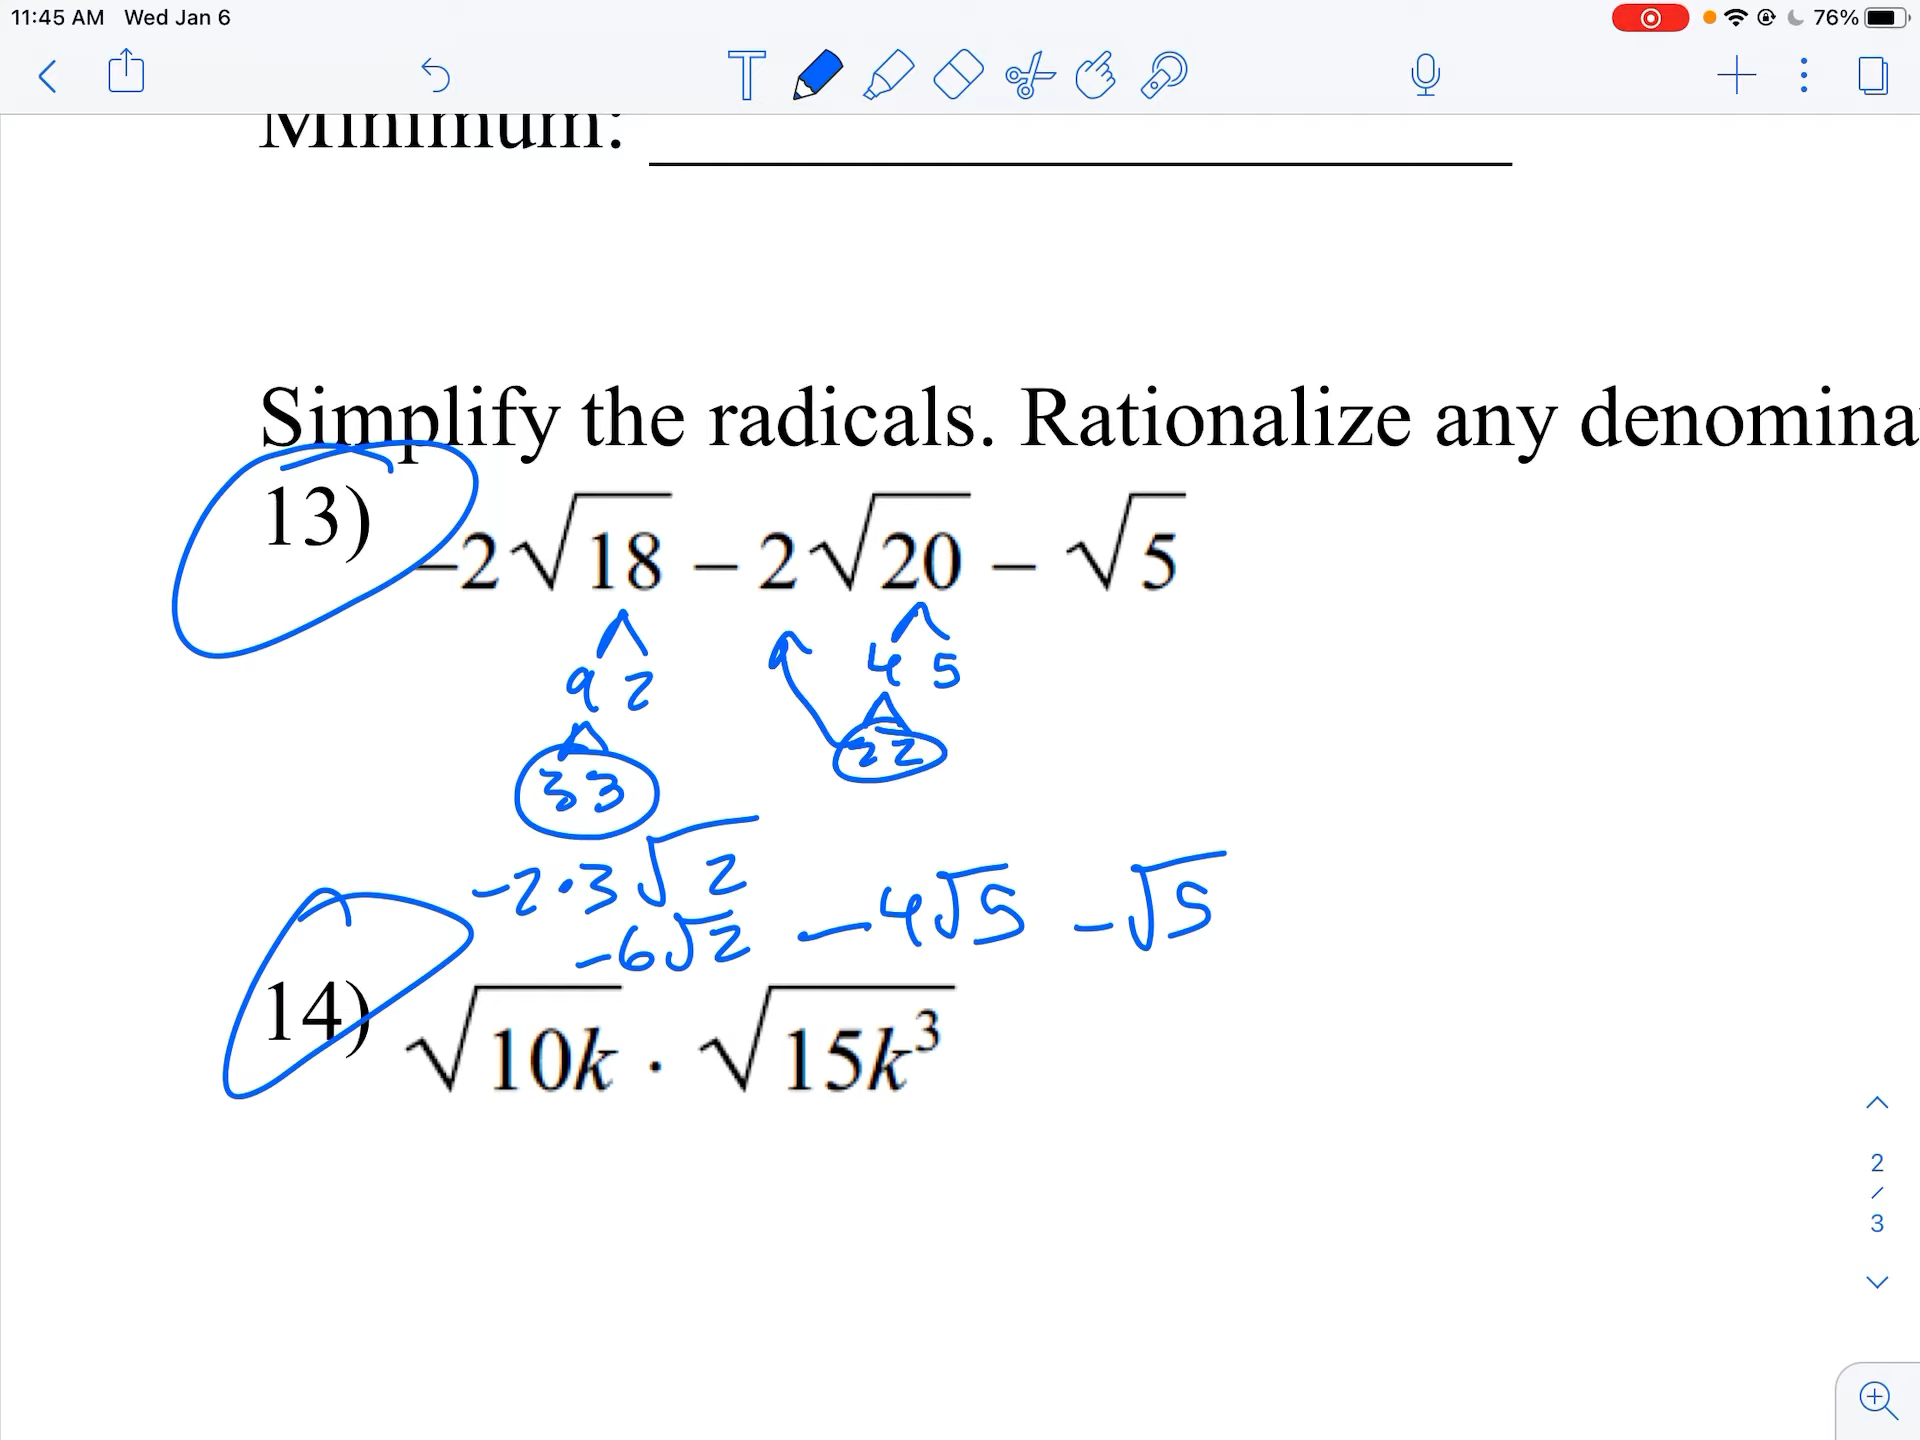 11:45 AM Wed Jan 6
76%
T
Minimum:
Simplify the radicals. Rationalize any denomina
13) -2√18 – 2√20 – √5
9 2
4 5
3 3
2 2
-2·3√2
-6√2 -4√5 -√5
14) √10k · √15k³
2
/
3